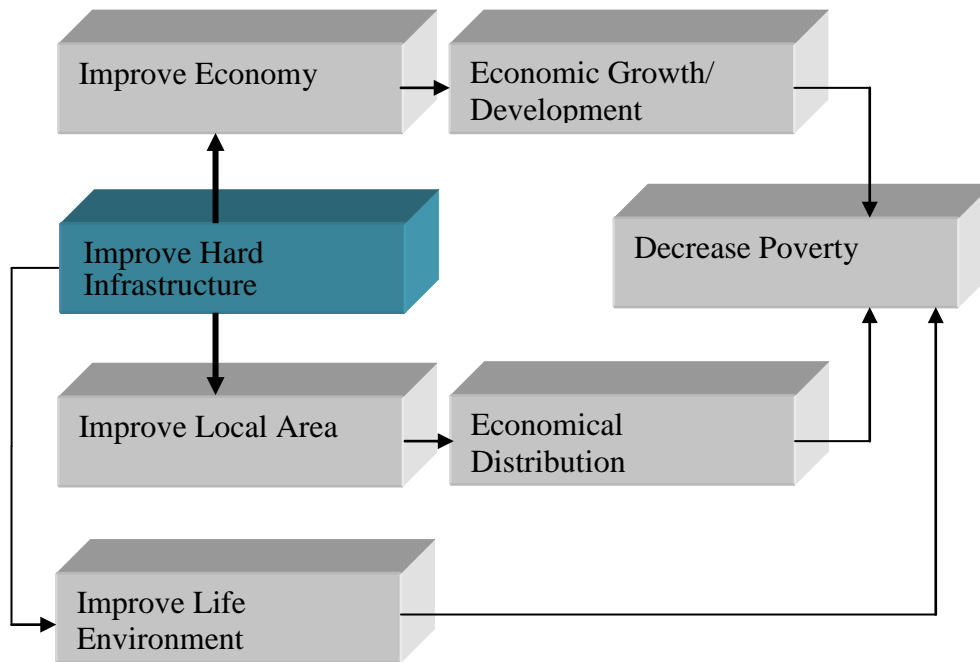 Improve Economy
Economic Growth/
Development
Improve Hard
Infrastructure
Decrease Poverty
Improve Local Area
Economical
Distribution
Improve Life
Environment